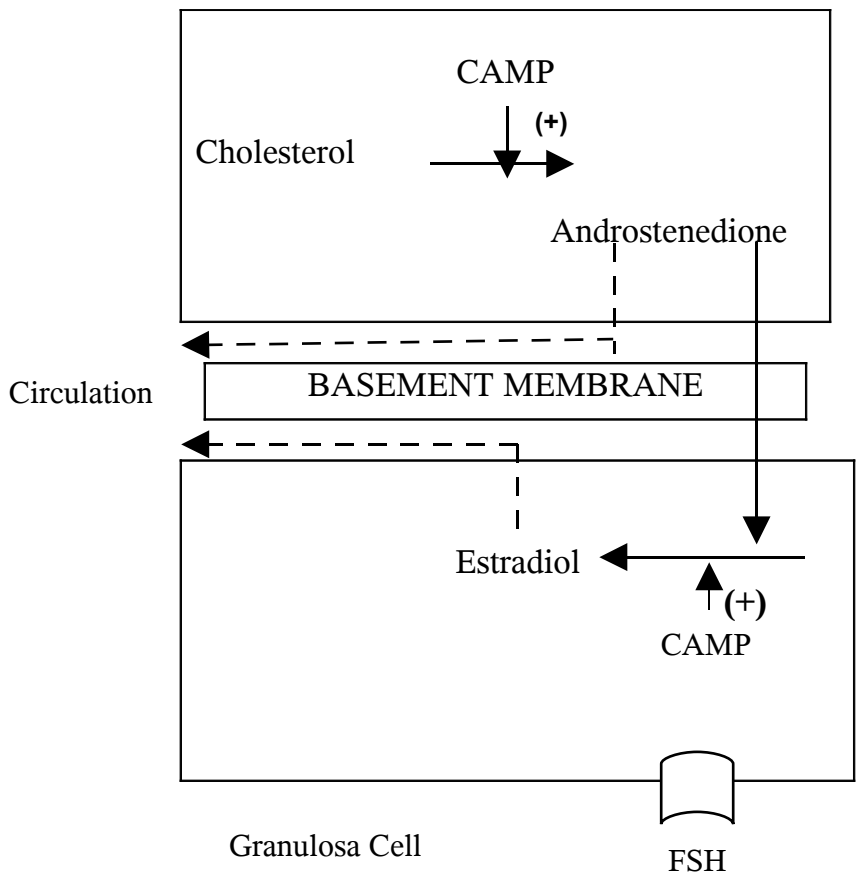 CAMP
(+)
Cholesterol
Androstenedione
BASEMENT MEMBRANE
Circulation
Estradiol
(+)
CAMP
Granulosa Cell
FSH